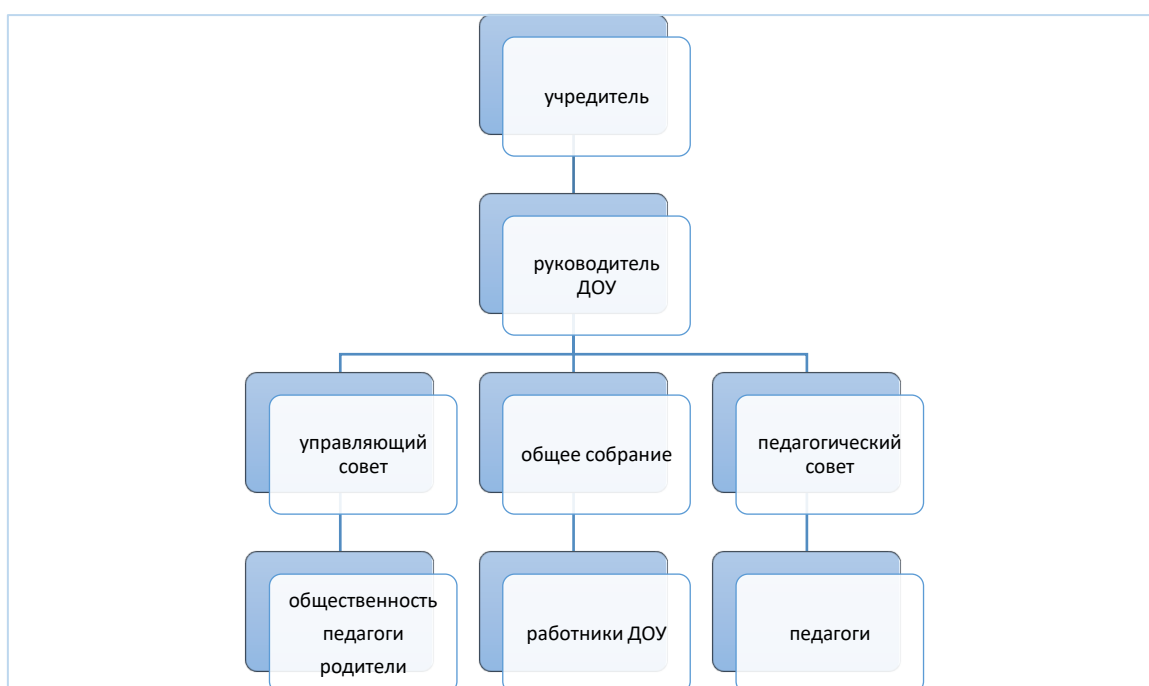 учредитель
руководитель
ДОУ
управляющий
совет
общее собрание
педагогический
совет
общественность
педагоги
родители
работники ДОУ
педагоги